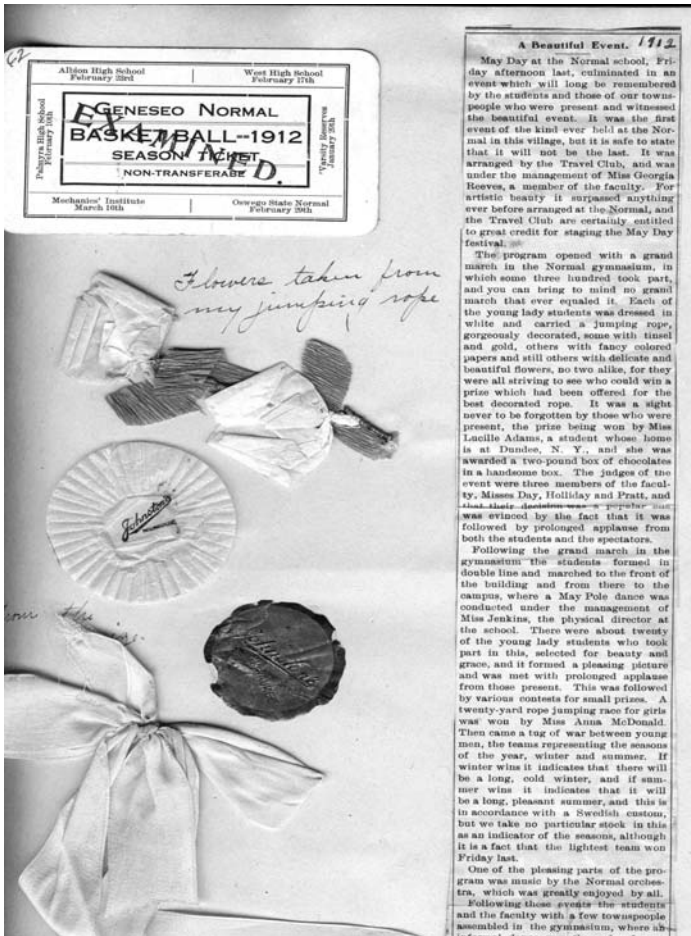 62
Albion High School
February 23rd
West High School
February 17th
Palmyra High School
February 10th
GENESEO NORMAL
BASKET BALL--1912
SEASON TICKET
NON-TRANSFERABE
EXAMINED.
'Varsity Reserves
January 20th
Mechanics' Institute
March 16th
Oswego State Normal
February 29th
Flowers taken from
my jumping rope
Johnston's
from the
A Beautiful Event. 1912
May Day at the Normal school, Fri-
day afternoon last, culminated in an
event which will long be remembered
by the students and those of our towns-
people who were present and witnessed
the beautiful event. It was the first
event of the kind ever held at the Nor-
mal in this village, but it is safe to state
that it will not be the last. It was
arranged by the Travel Club, and was
under the management of Miss Georgia
Reeves, a member of the faculty. For
artistic beauty it surpassed anything
ever before arranged at the Normal, and
the Travel Club are certainly entitled
to great credit for staging the May Day
festival.
The program opened with a grand
march in the Normal gymnasium, in
which some three hundred took part,
and you can bring to mind no grand
march that ever equaled it. Each of
the young lady students was dressed in
white and carried a jumping rope,
gorgeously decorated, some with tinsel
and gold, others with fancy colored
papers and still others with delicate and
beautiful flowers, no two alike, for they
were all striving to see who could win a
prize which had been offered for the
best decorated rope. It was a sight
never to be forgotten by those who were
present, the prize being won by Miss
Lucille Adams, a student whose home
is at Dundee, N. Y., and she was
awarded a two-pound box of chocolates
in a handsome box. The judges of the
event were three members of the facul-
ty, Misses Day, Holliday and Pratt, and
that their decision was a popular one
was evinced by the fact that it was
followed by prolonged applause from
both the students and the spectators.
Following the grand march in the
gymnasium the students formed in
double line and marched to the front of
the building and from there to the
campus, where a May Pole dance was
conducted under the management of
Miss Jenkins, the physical director at
the school. There were about twenty
of the young lady students who took
part in this, selected for beauty and
grace, and it formed a pleasing picture
and was met with prolonged applause
from those present. This was followed
by various contests for small prizes. A
twenty-yard rope jumping race for girls
was won by Miss Anna McDonald.
Then came a tug of war between young
men, the teams representing the seasons
of the year, winter and summer. If
winter wins it indicates that there will
be a long, cold winter, and if sum-
mer wins it indicates that it will
be a long, pleasant summer, and this is
in accordance with a Swedish custom,
but we take no particular stock in this
as an indicator of the seasons, although
it is a fact that the lightest team won
Friday last.
One of the pleasing parts of the pro-
gram was music by the Normal orches-
tra, which was greatly enjoyed by all.
Following these events the students
and the faculty with a few townspeople
assembled in the gymnasium, where an